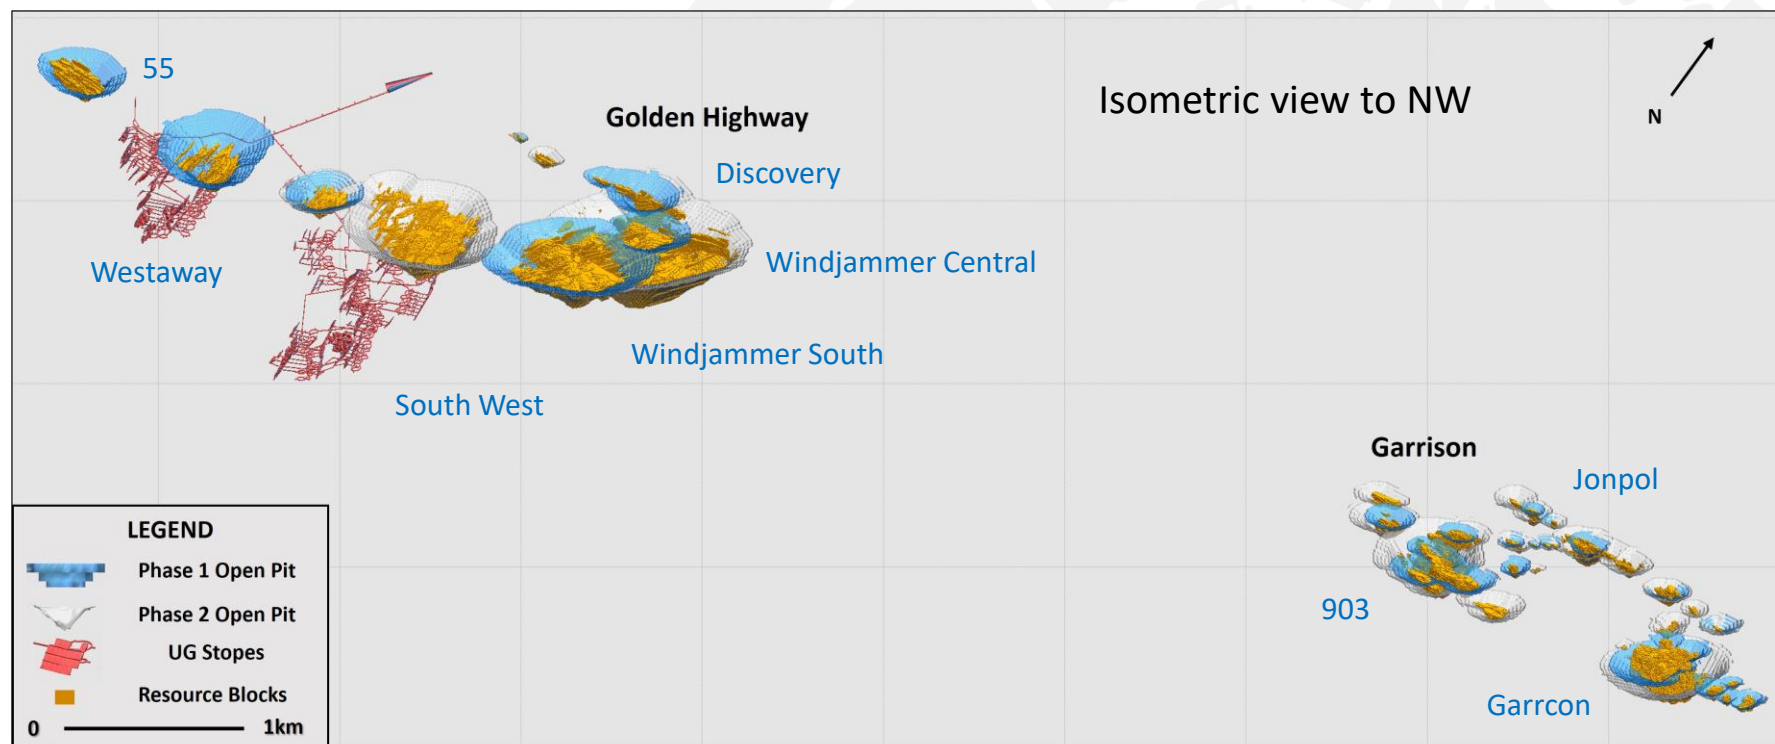 55
Isometric view to NW
N
Golden Highway
Discovery
Westaway
Windjammer Central
Windjammer South
South West
Garrison
Jonpol
903
Garrcon
LEGEND
Phase 1 Open Pit
Phase 2 Open Pit
UG Stopes
Resource Blocks
0 1km